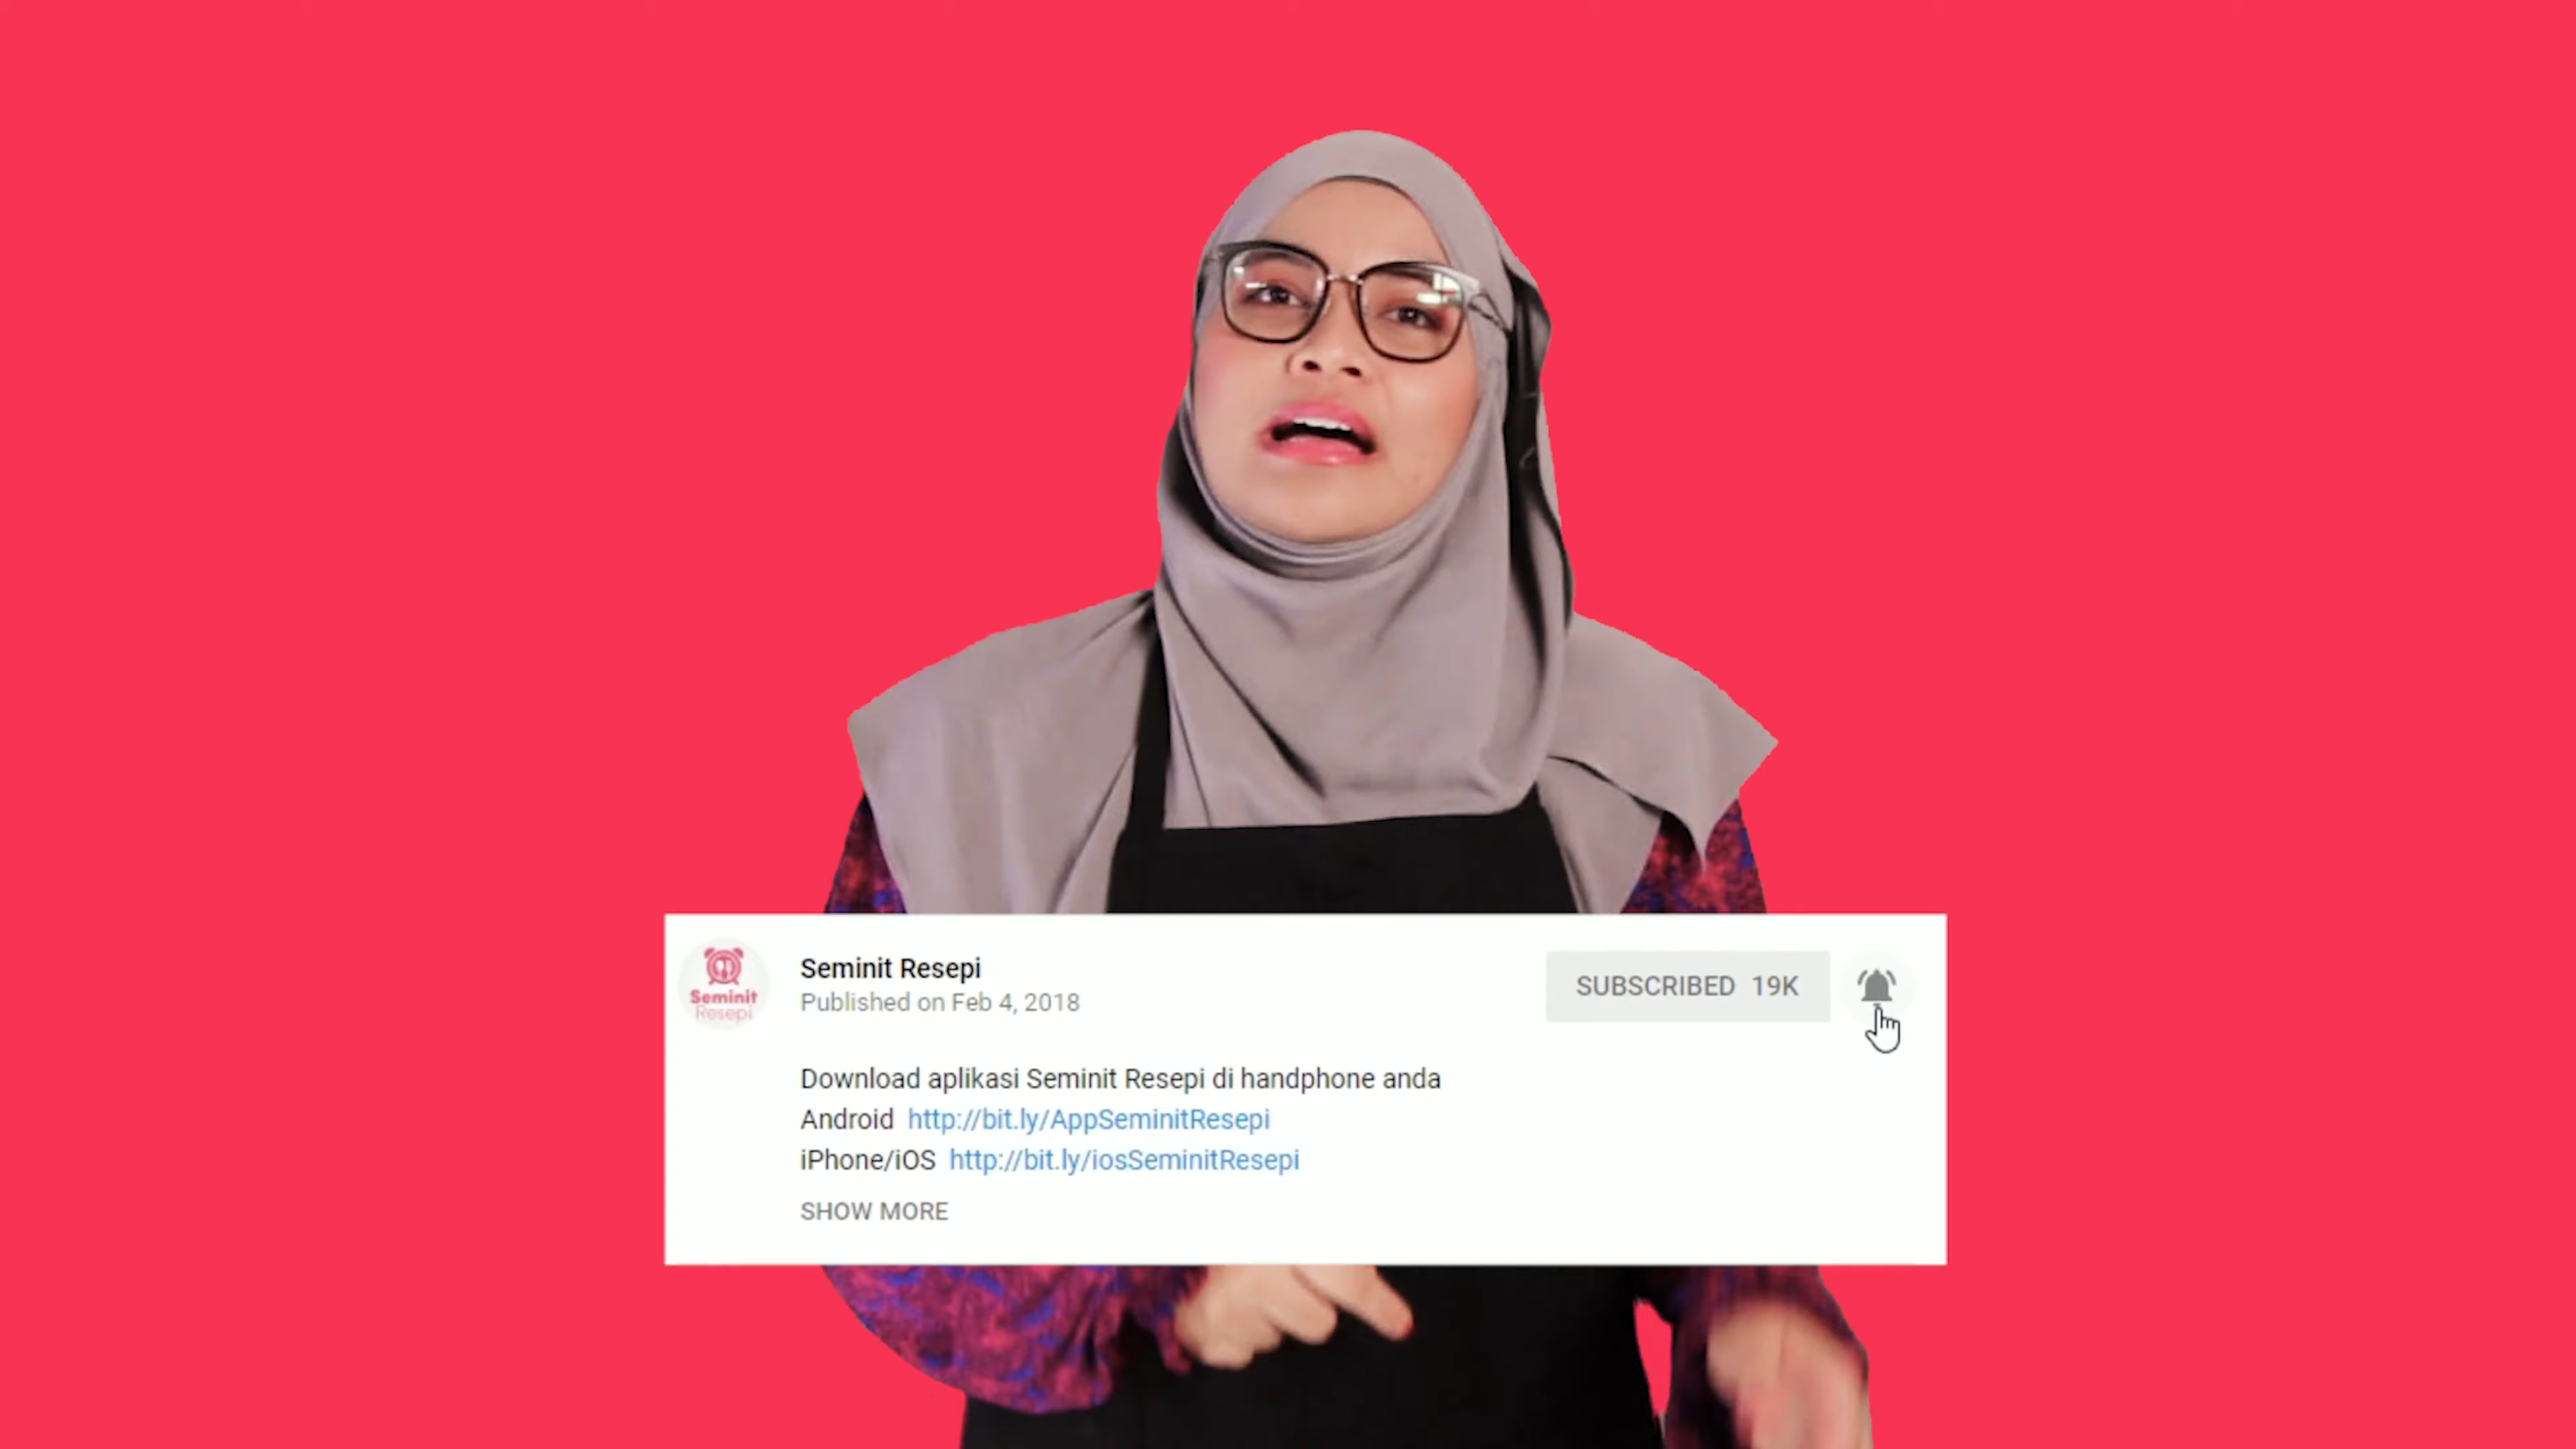 Seminit Resepi
Seminit
Resepi
Published on Feb 4, 2018
SUBSCRIBED 19K
Download aplikasi Seminit Resepi di handphone anda
Android http://bit.ly/AppSeminitResepi
iPhone/iOS http://bit.ly/iosSeminitResepi
SHOW MORE